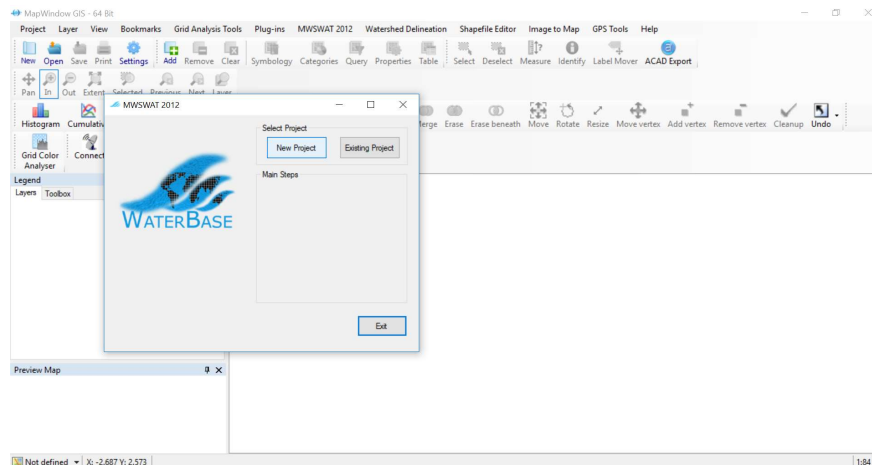 MapWindow GIS - 64 Bit
Project Layer View Bookmarks Grid Analysis Tools Plug-ins MWSWAT 2012 Watershed Delineation Shapefile Editor Image to Map GPS Tools Help
New Open Save Print Settings Add Remove Clear Symbology Categories Query Properties Table Select Deselect Measure Identify Label Mover ACAD Export
Pan In Out Extent Selected Previous Next Layer
MWSWAT 2012
Histogram Cumulativ
Merge Erase Erase beneath Move Rotate Resize Move vertex Add vertex Remove vertex Cleanup Undo
Grid Color Analyser Connect
Legend
Layers Toolbox
Select Project
New Project Existing Project
Main Steps
WATERBASE
Exit
Preview Map
Not defined X: -2.687 Y: 2.573
1:84